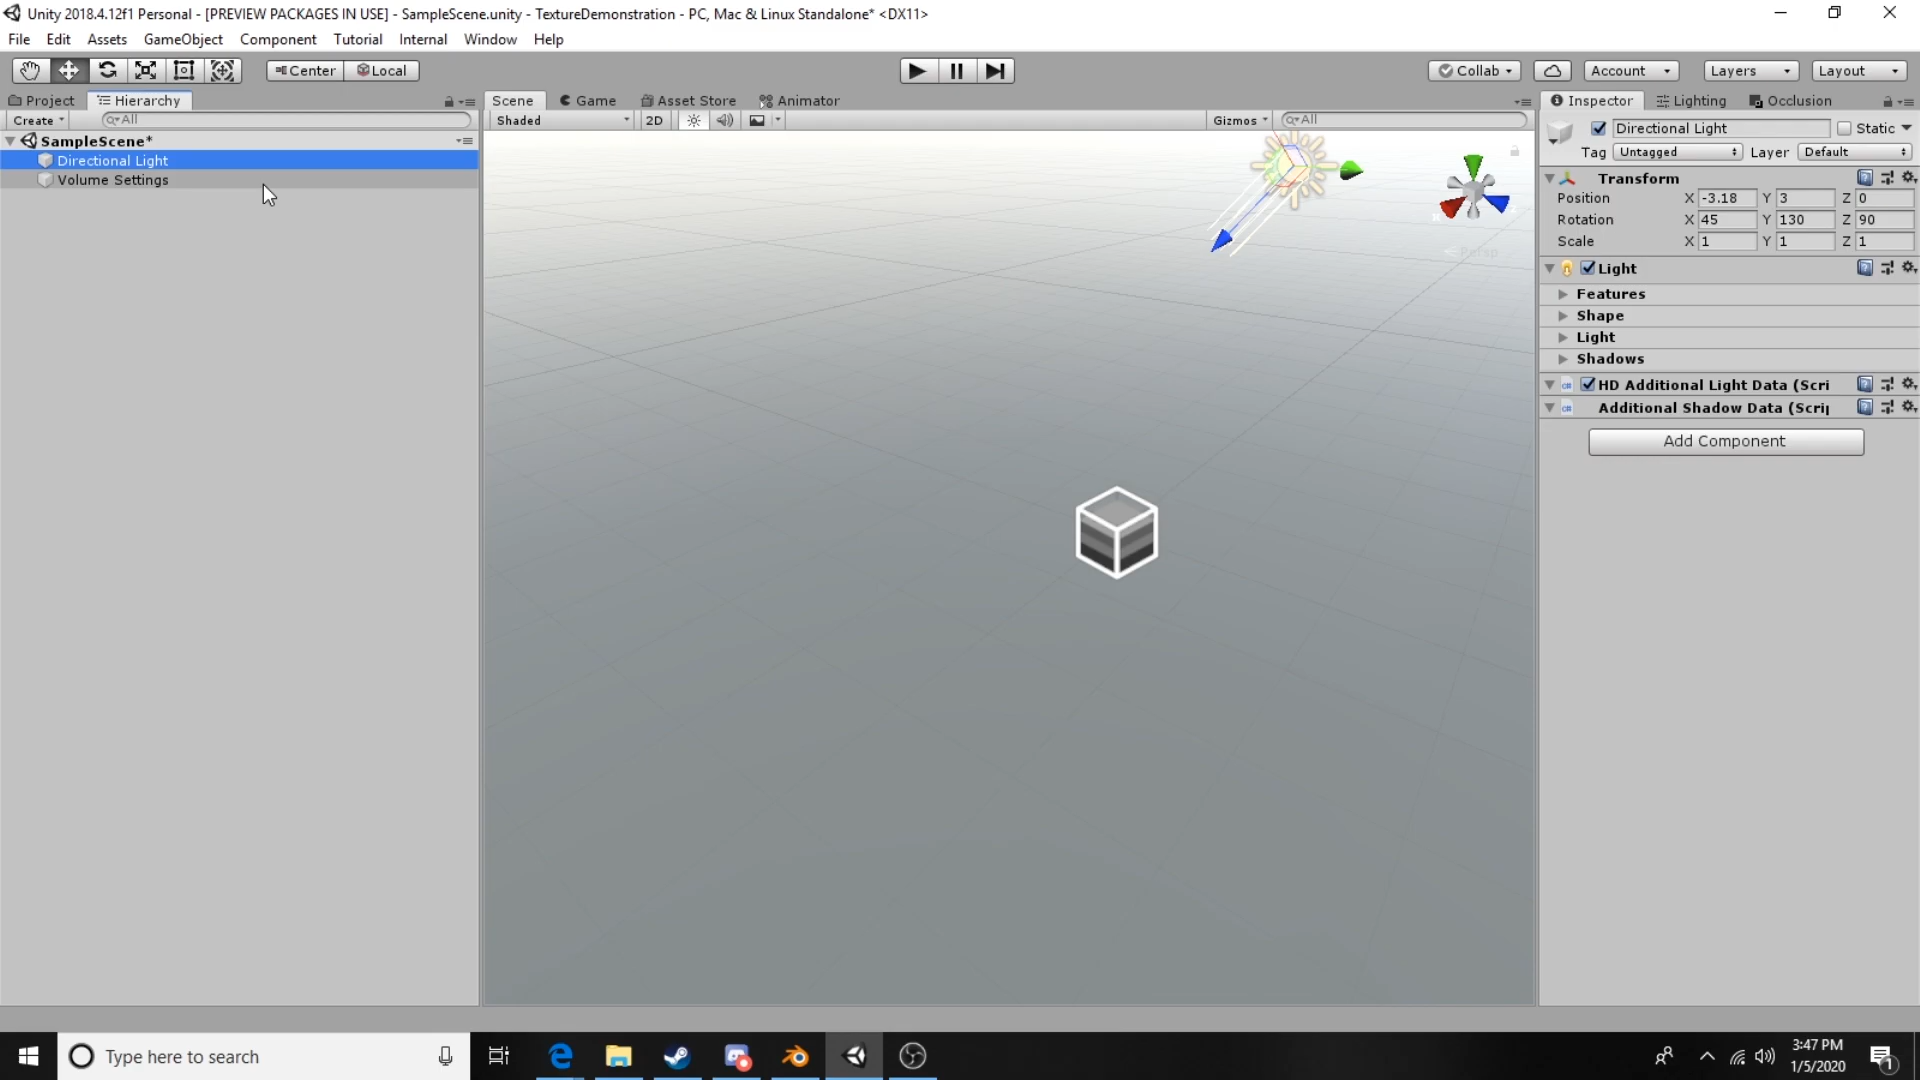 Unity 2018.4.12f1 Personal - [PREVIEW PACKAGES IN USE] - SampleScene.unity - TextureDemonstration - PC, Mac & Linux Standalone* <DX11>
File Edit Assets GameObject Component Tutorial Internal Window Help
Center Local Collab Account Layers Layout
Project Hierarchy Scene Game Asset Store Animator Inspector Lighting Occlusion
Create All Shaded 2D Gizmos All
SampleScene*
Directional Light
Volume Settings
Persp
Directional Light Static
Tag Untagged Layer Default
Transform
Position X -3.18 Y 3 Z 0
Rotation X 45 Y 130 Z 90
Scale X 1 Y 1 Z 1
Light
Features
Shape
Light
Shadows
HD Additional Light Data (Scri
Additional Shadow Data (Scrip
Add Component
Type here to search
3:47 PM
1/5/2020
1